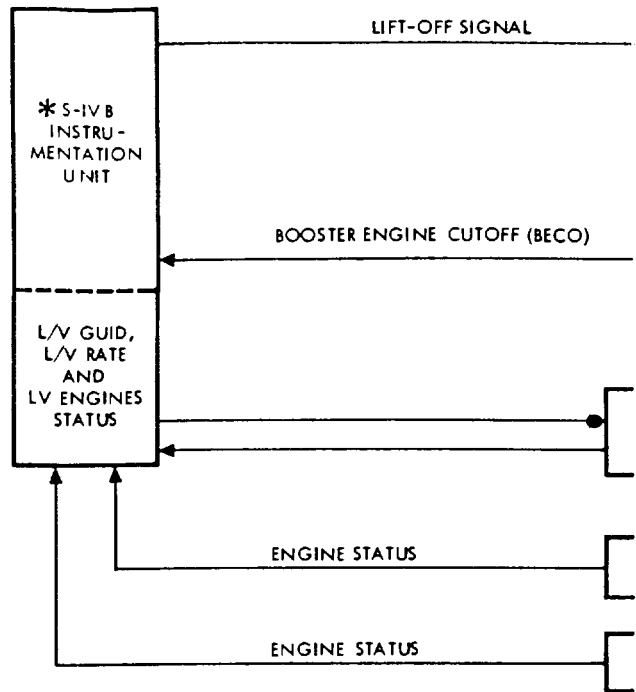 LIFT-OFF SIGNAL
* S-IVB
INSTRU-
MENTATION
UNIT
BOOSTER ENGINE CUTOFF (BECO)
L/V GUID,
L/V RATE
AND
LV ENGINES
STATUS
ENGINE STATUS
ENGINE STATUS